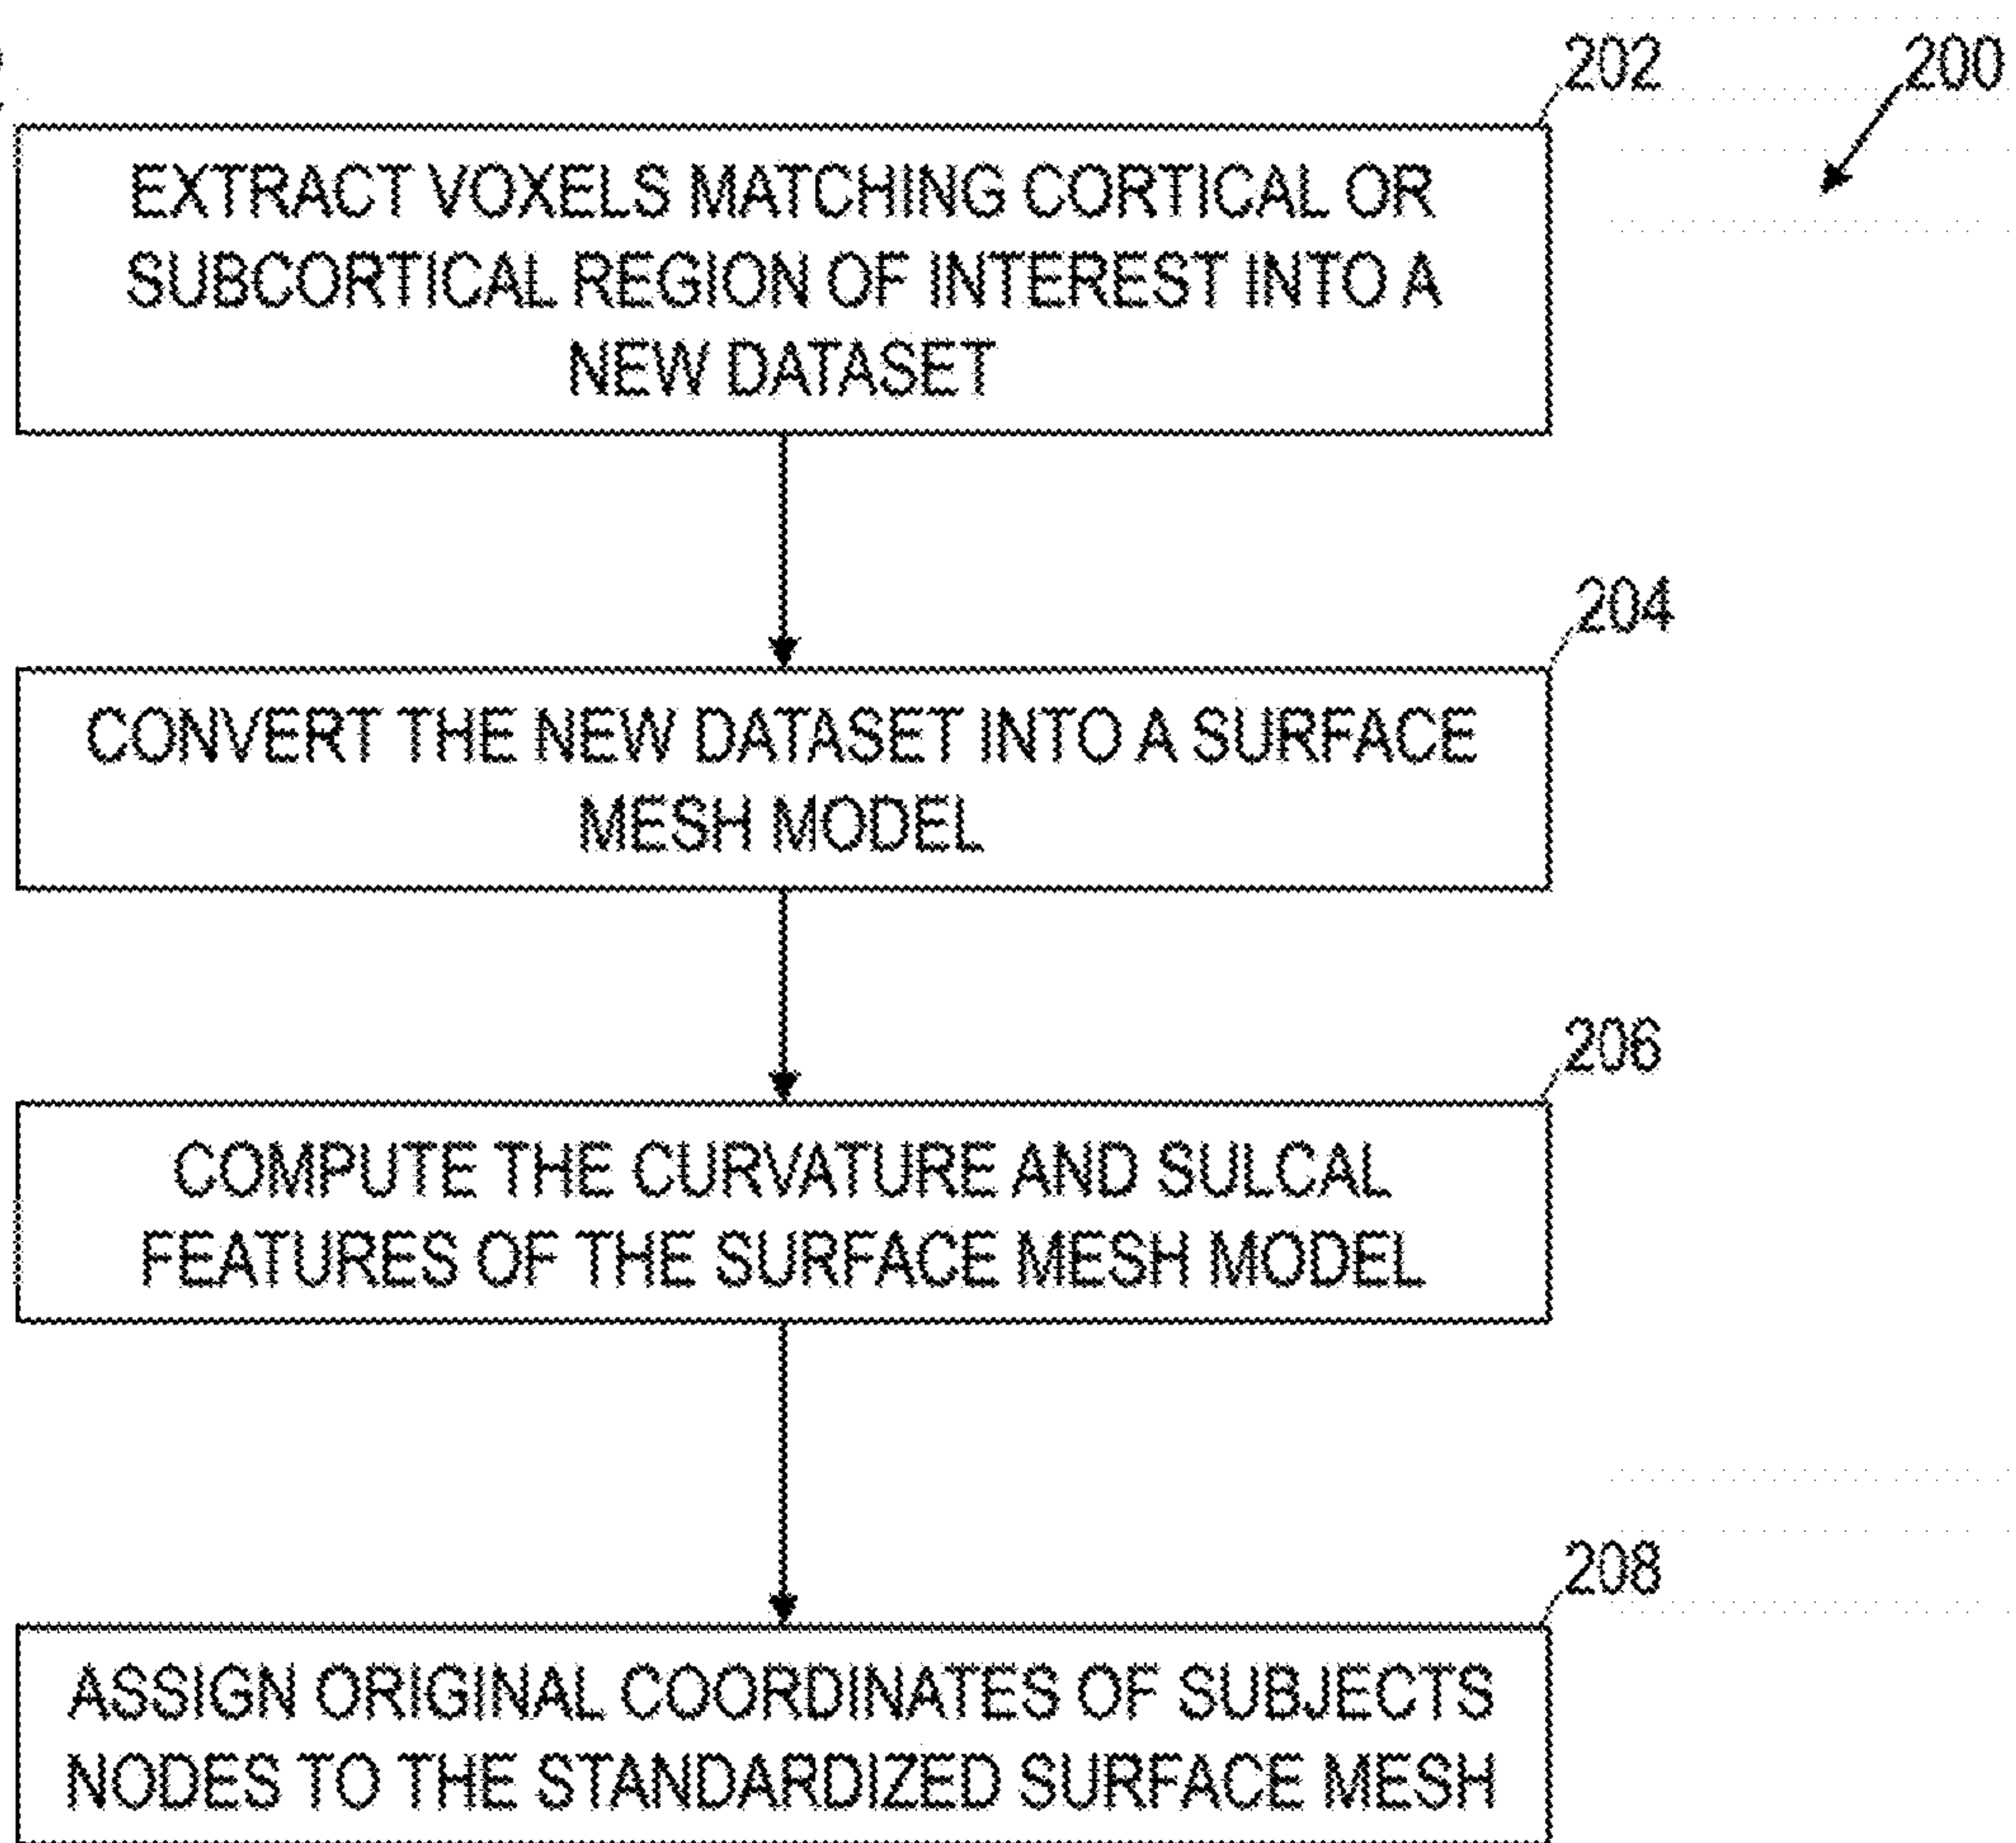 202
200
EXTRACT VOXELS MATCHING CORTICAL OR
SUBCORTICAL REGION OF INTEREST INTO A
NEW DATASET
204
CONVERT THE NEW DATASET INTO A SURFACE
MESH MODEL
206
COMPUTE THE CURVATURE AND SULCAL
FEATURES OF THE SURFACE MESH MODEL
208
ASSIGN ORIGINAL COORDINATES OF SUBJECTS
NODES TO THE STANDARDIZED SURFACE MESH